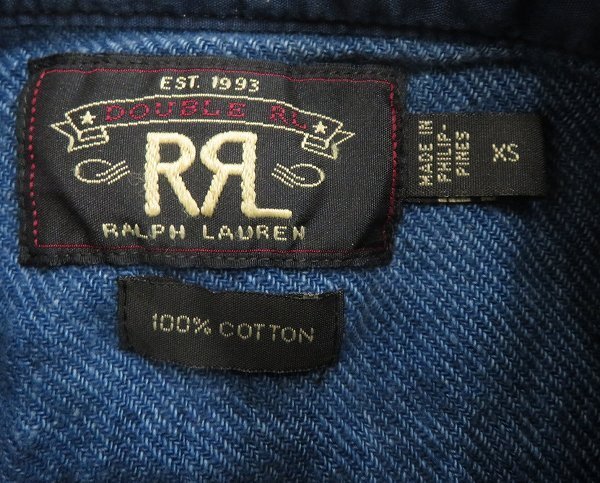 EST. 1993
DOUBLE RL
RRL
RALPH LAUREN
MADE IN
PHILIP-
PINES
XS
100% COTTON